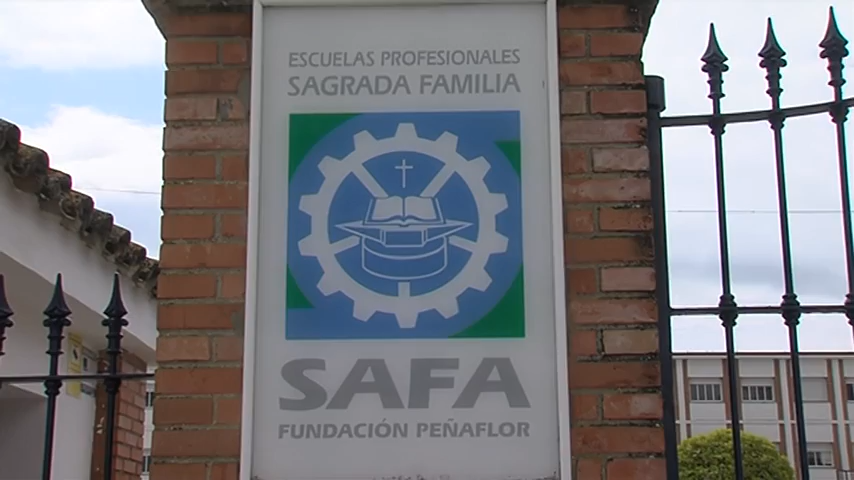 ESCUELAS PROFESIONALES
SAGRADA FAMILIA
SAFA
FUNDACIÓN PEÑAFLOR